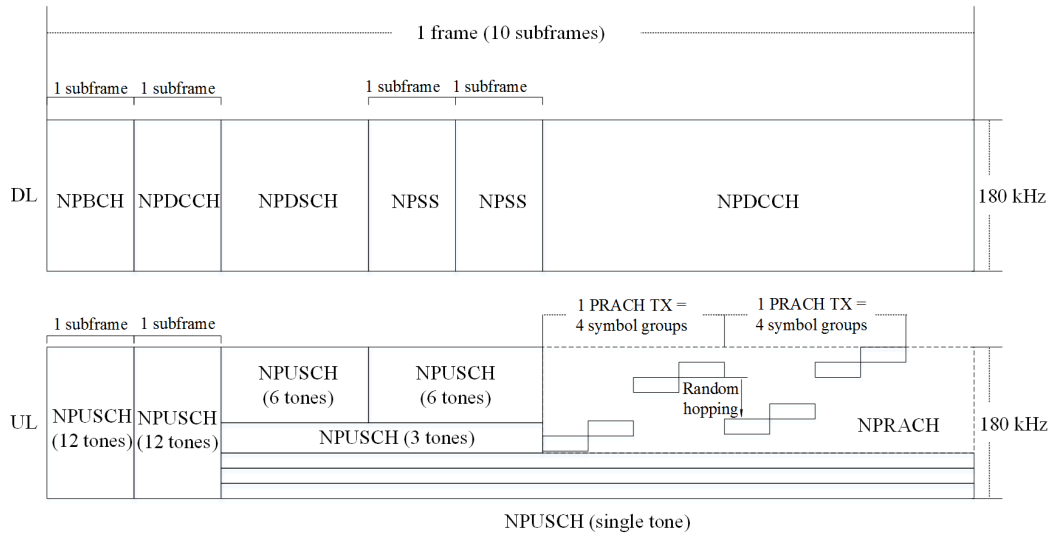 1 frame (10 subframes)
1 subframe 1 subframe 1 subframe 1 subframe
DL
NPBCH NPDCCH NPDSCH NPSS NPSS NPDCCH
180 kHz
1 PRACH TX =
4 symbol groups
1 PRACH TX =
4 symbol groups
1 subframe 1 subframe
UL
NPUSCH
(12 tones)
NPUSCH
(12 tones)
NPUSCH
(6 tones)
NPUSCH
(6 tones)
NPUSCH (3 tones)
Random
hopping
NPRACH
180 kHz
NPUSCH (single tone)